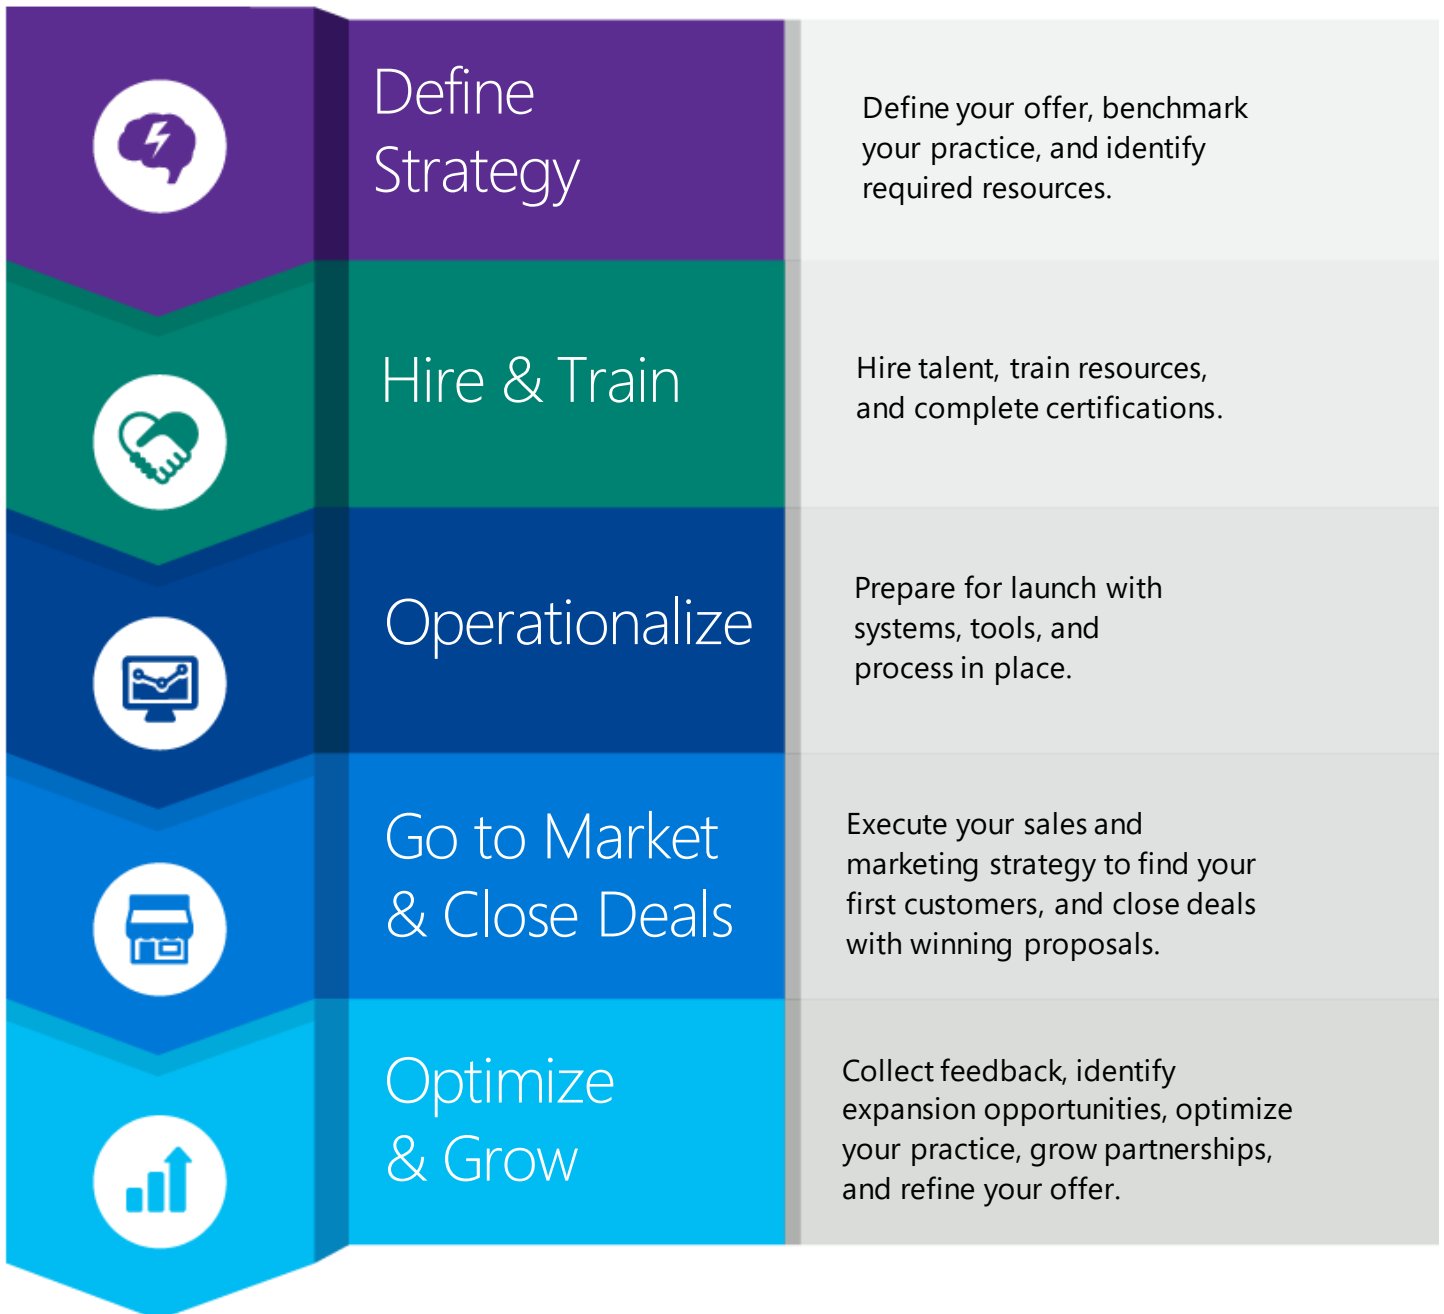 Define
Strategy
Define your offer, benchmark
your practice, and identify
required resources.
Hire & Train
Hire talent, train resources,
and complete certifications.
Operationalize
Prepare for launch with
systems, tools, and
process in place.
Go to Market
& Close Deals
Execute your sales and
marketing strategy to find your
first customers, and close deals
with winning proposals.
Optimize
& Grow
Collect feedback, identify
expansion opportunities, optimize
your practice, grow partnerships,
and refine your offer.